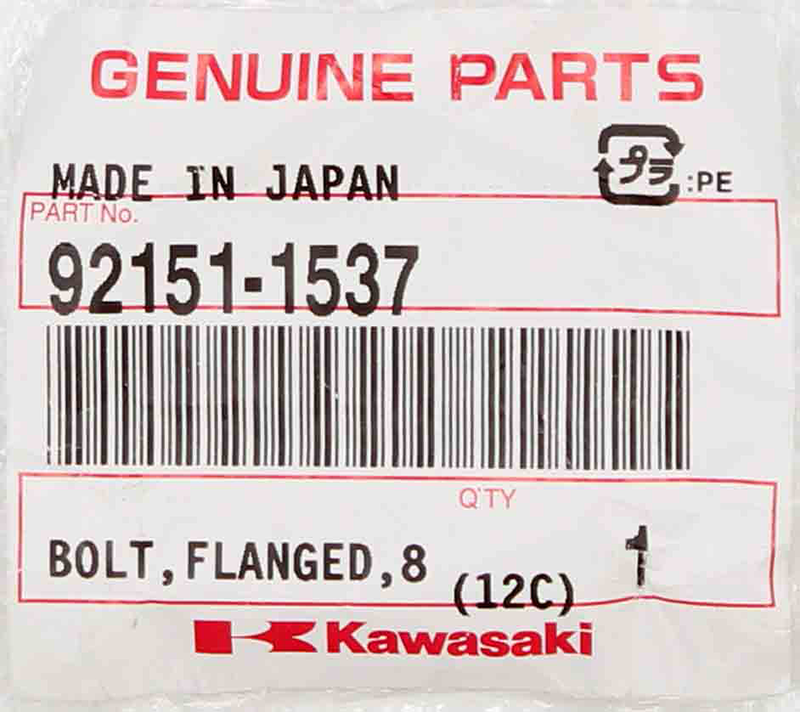 GENUINE PARTS
MADE IN JAPAN
プラ :PE
PART No.
92151-1537
Q'TY
BOLT,FLANGED,8 (12C) 1
Kawasaki